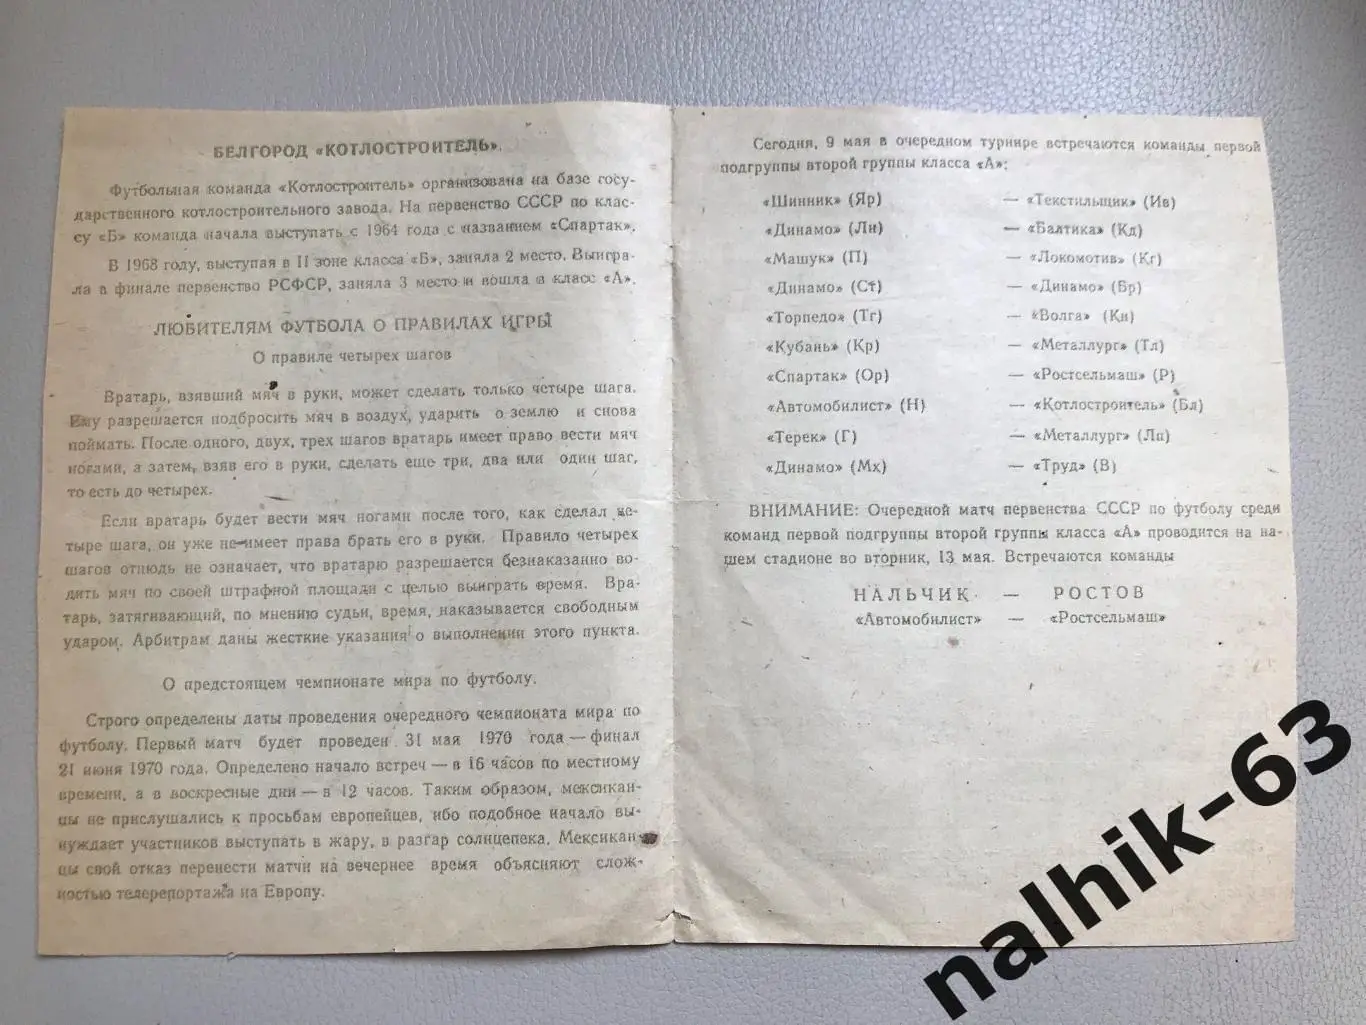 БЕЛГОРОД «КОТЛОСТРОИТЕЛЬ».
Футбольная команда «Котлостроитель» организована на базе госу-
дарственного котлостроительного завода. На первенство СССР по клас-
су «Б» команда начала выступать с 1964 года с названием «Спартак».
В 1968 году, выступая в II зоне класса «Б», заняла 2 место. Выигра-
ла в финале первенство РСФСР, заняла 3 место и вошла в класс «А».
ЛЮБИТЕЛЯМ ФУТБОЛА О ПРАВИЛАХ ИГРЫ
О правиле четырех шагов
Вратарь, взявший мяч в руки, может сделать только четыре шага.
Ему разрешается подбросить мяч в воздух, ударить о землю и снова
поймать. После одного, двух, трех шагов вратарь имеет право вести мяч
ногами, а затем, взяв его в руки, сделать еще три, два или один шаг,
то есть до четырех.
Если вратарь будет вести мяч ногами после того, как сделал че-
тыре шага, он уже не имеет права брать его в руки. Правило четырех
шагов отнюдь не означает, что вратарю разрешается безнаказанно во-
дить мяч по своей штрафной площади с целью выиграть время. Вра-
тарь, затягивающий, по мнению судьи, время, наказывается свободным
ударом. Арбитрам даны жесткие указания о выполнении этого пункта.
О предстоящем чемпионате мира по футболу.
Строго определены даты проведения очередного чемпионата мира по
футболу. Первый матч будет проведен 31 мая 1970 года — финал
21 июня 1970 года. Определено начало встреч — в 16 часов по местному
времени, а в воскресные дни — в 12 часов. Таким образом, мексикан-
цы не прислушались к просьбам европейцев, ибо подобное начало вы-
нуждает участников выступать в жару, в разгар солнцепека. Мексикан-
цы свой отказ перенести матчи на вечернее время объясняют слож-
ностью телерепортажа на Европу.
Сегодня, 9 мая в очередном турнире встречаются команды первой
подгруппы второй группы класса «А»:
«Шинник» (Яр) — «Текстильщик» (Ив)
«Динамо» (Лн) — «Балтика» (Кд)
«Машук» (П) — «Локомотив» (Кг)
«Динамо» (Ст) — «Динамо» (Бр)
«Торпедо» (Тг) — «Волга» (Кн)
«Кубань» (Кр) — «Металлург» (Тл)
«Спартак» (Ор) — «Ростсельмаш» (Р)
«Автомобилист» (Н) — «Котлостроитель» (Бл)
«Терек» (Г) — «Металлург» (Лп)
«Динамо» (Мх) — «Труд» (В)
ВНИМАНИЕ: Очередной матч первенства СССР по футболу среди
команд первой подгруппы второй группы класса «А» проводится на на-
шем стадионе во вторник, 13 мая. Встречаются команды
НАЛЬЧИК — РОСТОВ
«Автомобилист» — «Ростсельмаш»
nalhik-63